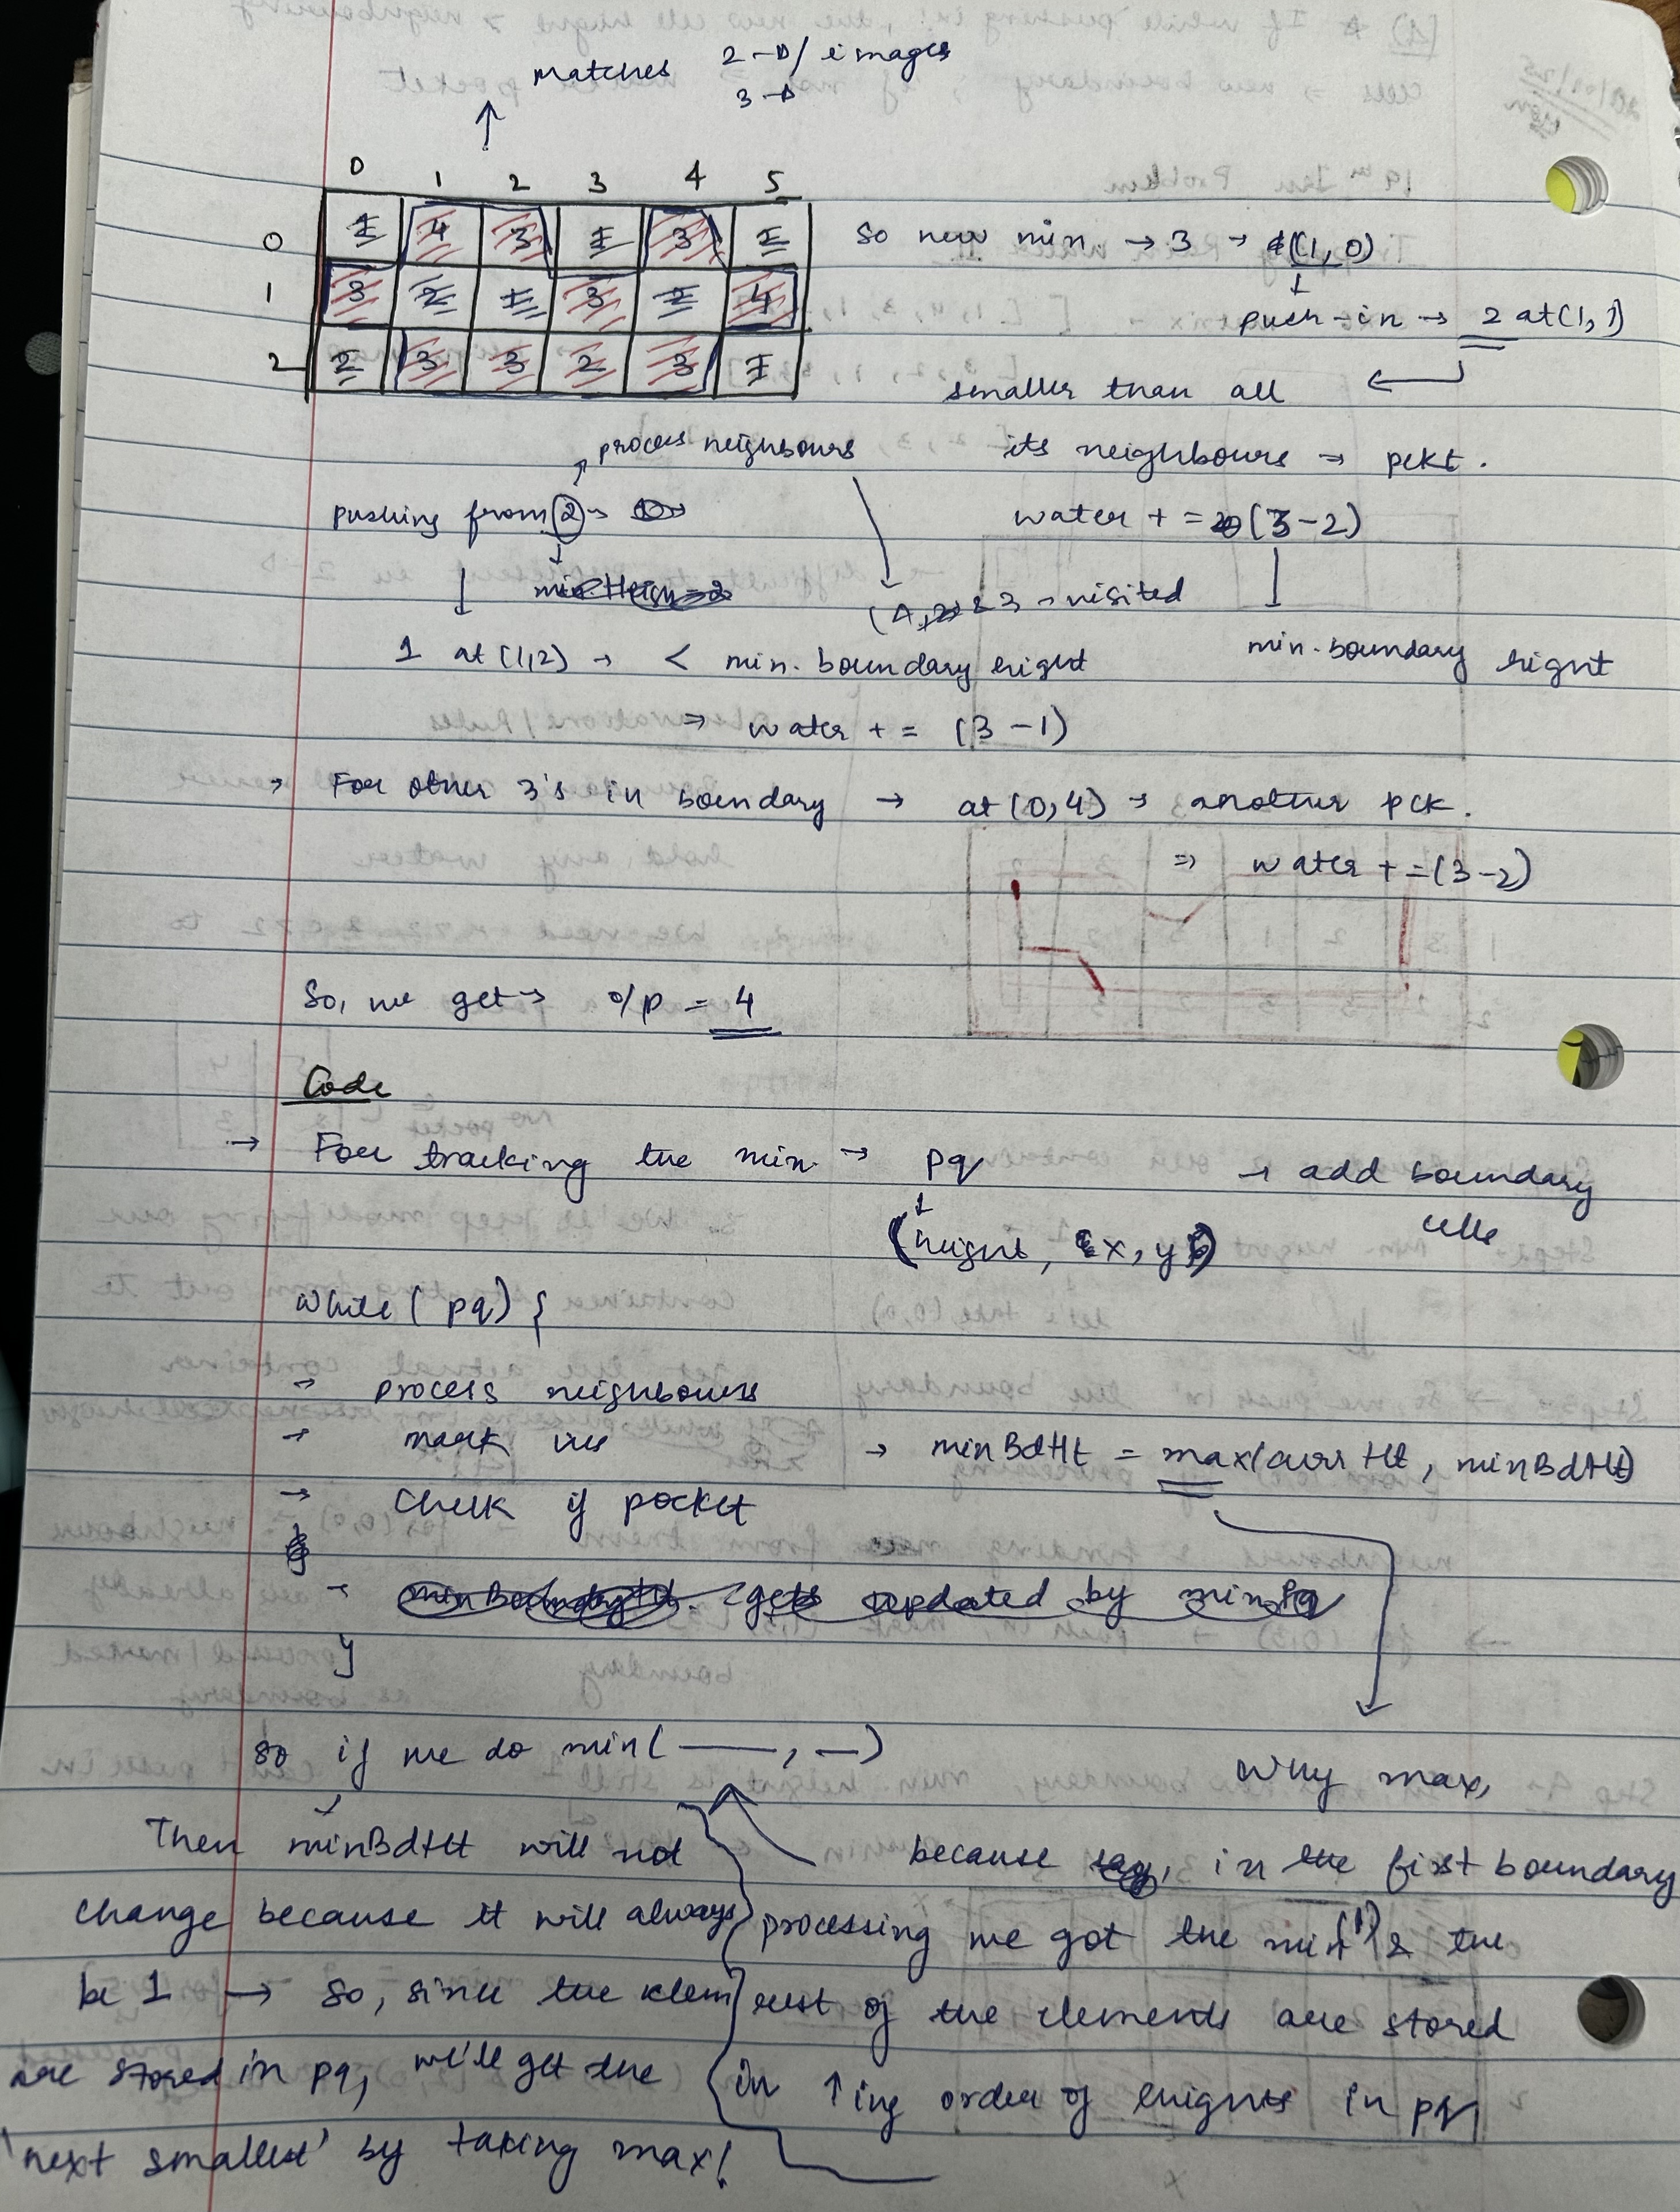 Matches 2-D/images
3-D
0 1 2 3 4 5
0 1 4 3 1 3 2
1 3 2 1 3 2 4
2 2 3 3 2 3 1
So new min. → 3 → (1,0)
push-in → 2 at(1,1)
smaller than all
its neighbours → pckt.
process neighbours
pushing from 2 →
water + = (3-2)
& 3 → visited
min. boundary hight
1 at (1,2) → < min. boundary hight
⇒ water + = (3-1)
→ For other 3's in boundary → at (0,4) → another pck.
⇒ water + = (3-2)
So, we get → o/p = 4
Code
→ For tracking the min. → pq → add boundary
cells
(height, {x, y})
While( pq) {
→ process neighbours
→ mark vis
→ minBdHt = max(curr Ht, minBdHt)
→ check if pocket
→ gets updated by min
}
So if we do min( —— , — )
Why max,
Then minBdHt will not
change because it will always
be 1 → So, since the elem
are stored in pq, we'll get the
'next smallest' by taking max!
because say, in the first boundary
processing we got the min(1) & the
rest of the elements are stored
in ↑ing order of heights in pq